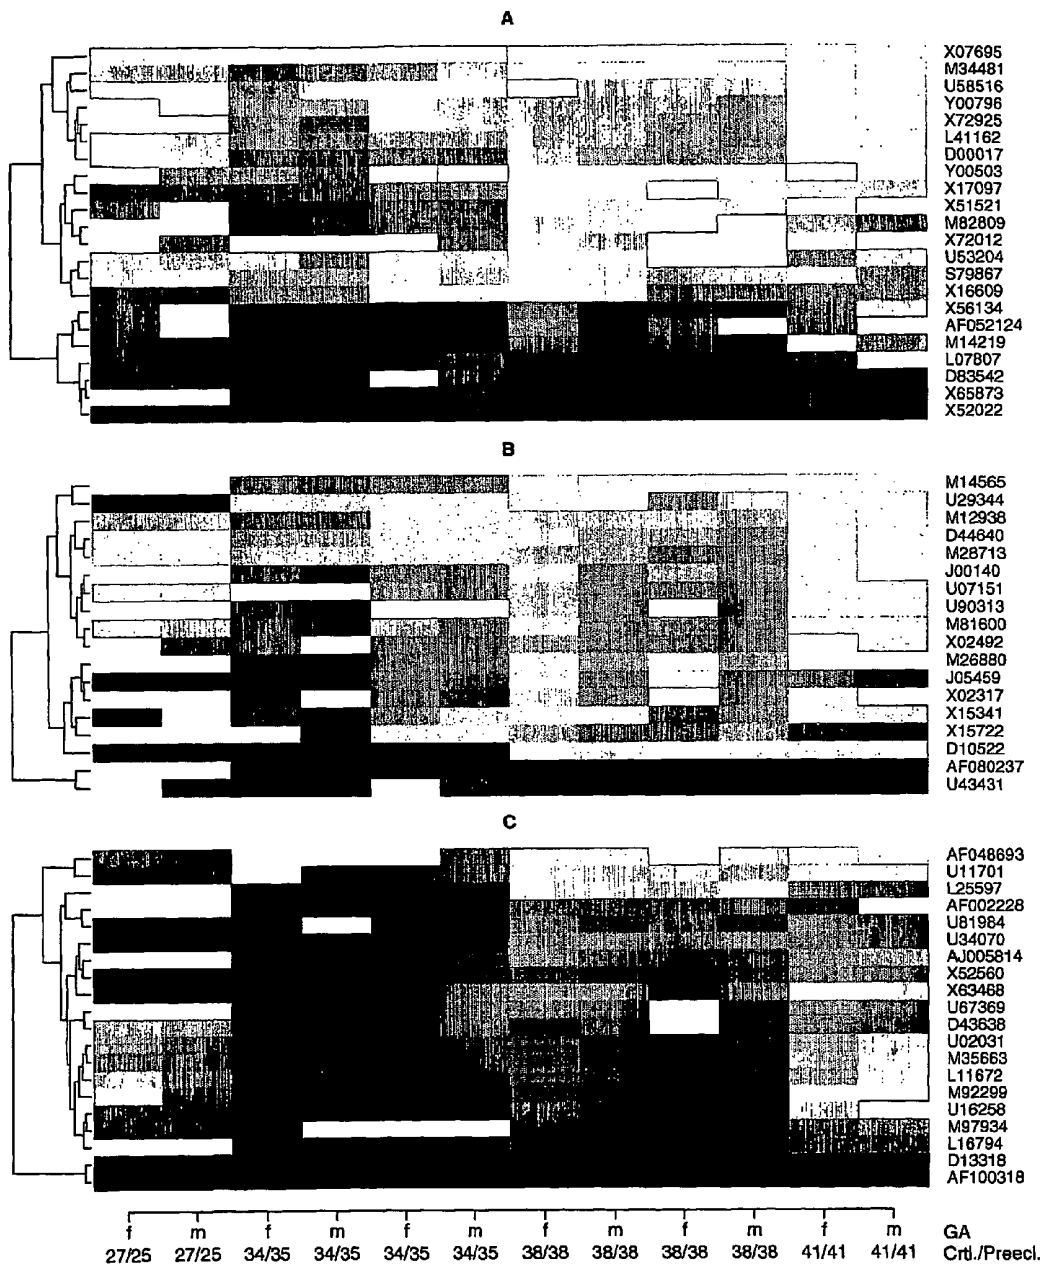 A
X07695
M34481
U58516
Y00796
X72925
L41162
D00017
Y00503
X17097
X51521
M82809
X72012
U53204
S79867
X16609
X56134
AF052124
M14219
L07807
D83542
X65873
X52022
B
M14565
U29344
M12938
D44640
M28713
J00140
U07151
U90313
M81600
X02492
M26880
J05459
X02317
X15341
X15722
D10522
AF080237
U43431
C
AF048693
U11701
L25597
AF002228
U81984
U34070
AJ005814
X52560
X63468
U67369
D43638
U02031
M35663
L11672
M92299
U16258
M97934
L16794
D13318
AF100318
f m f m f m f m f m f m GA
27/25 27/25 34/35 34/35 34/35 34/35 38/38 38/38 38/38 38/38 41/41 41/41 Crtl./Preecl.